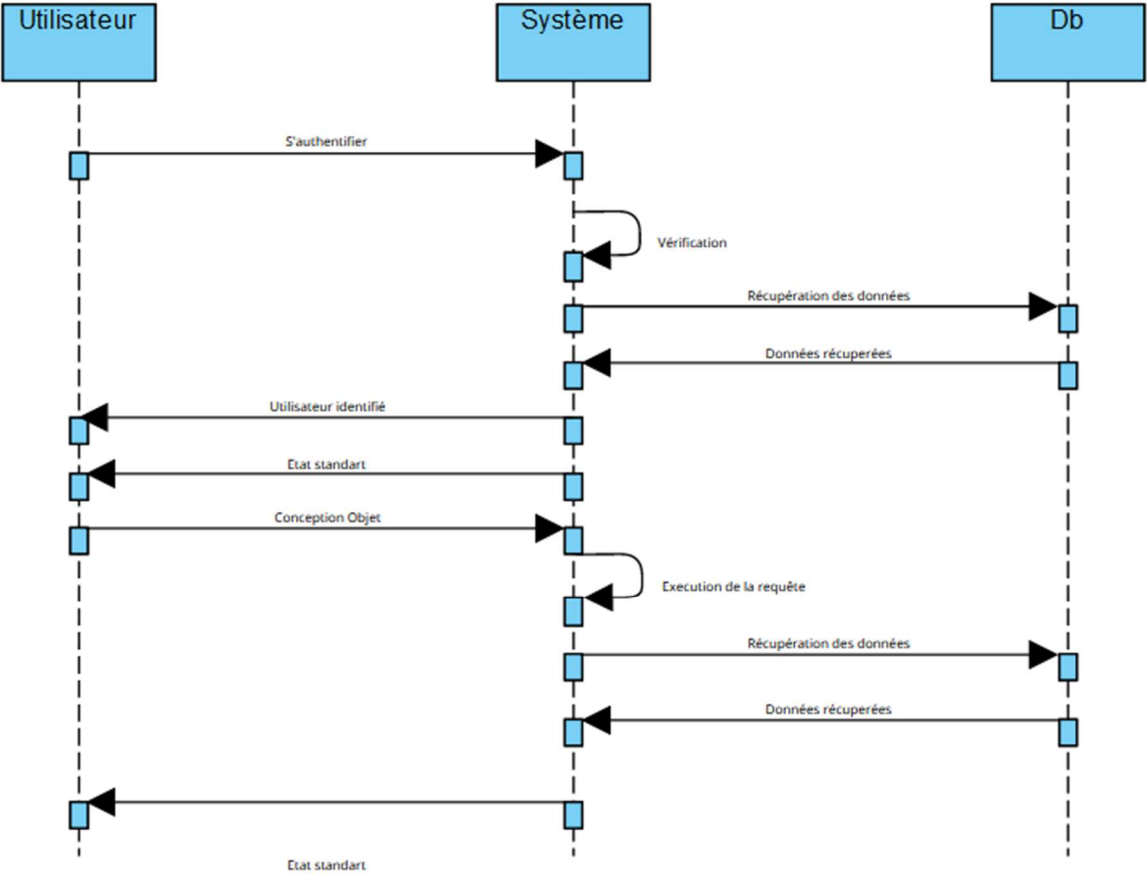 Utilisateur
Système
Db
S'authentifier
Vérification
Récupération des données
Données récuperées
Utilisateur identifié
Etat standart
Conception Objet
Execution de la requête
Récupération des données
Données récuperées
Etat standart